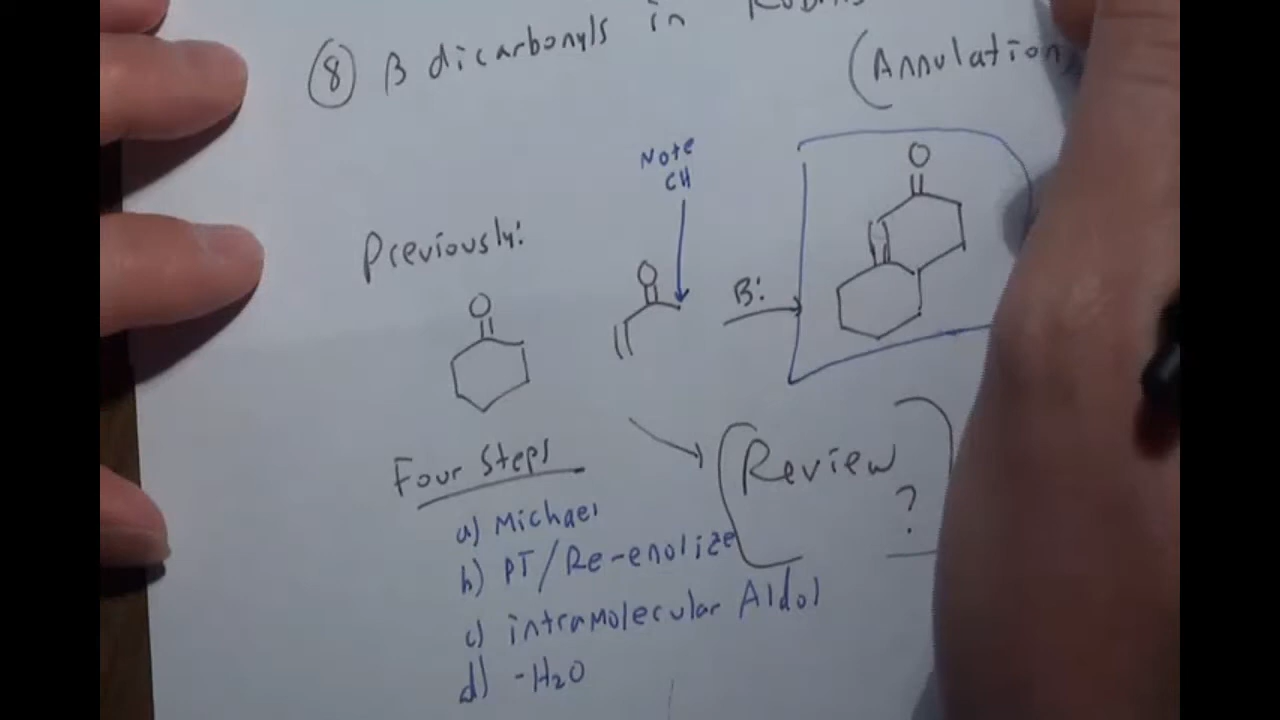 8 β dicarbonyls in
(Annulation
Note
CH
Previously:
O
O
B:
O
Four Steps
a) Michael
b) PT/Re-enolize
c) intramolecular Aldol
d) -H₂O
Review
?